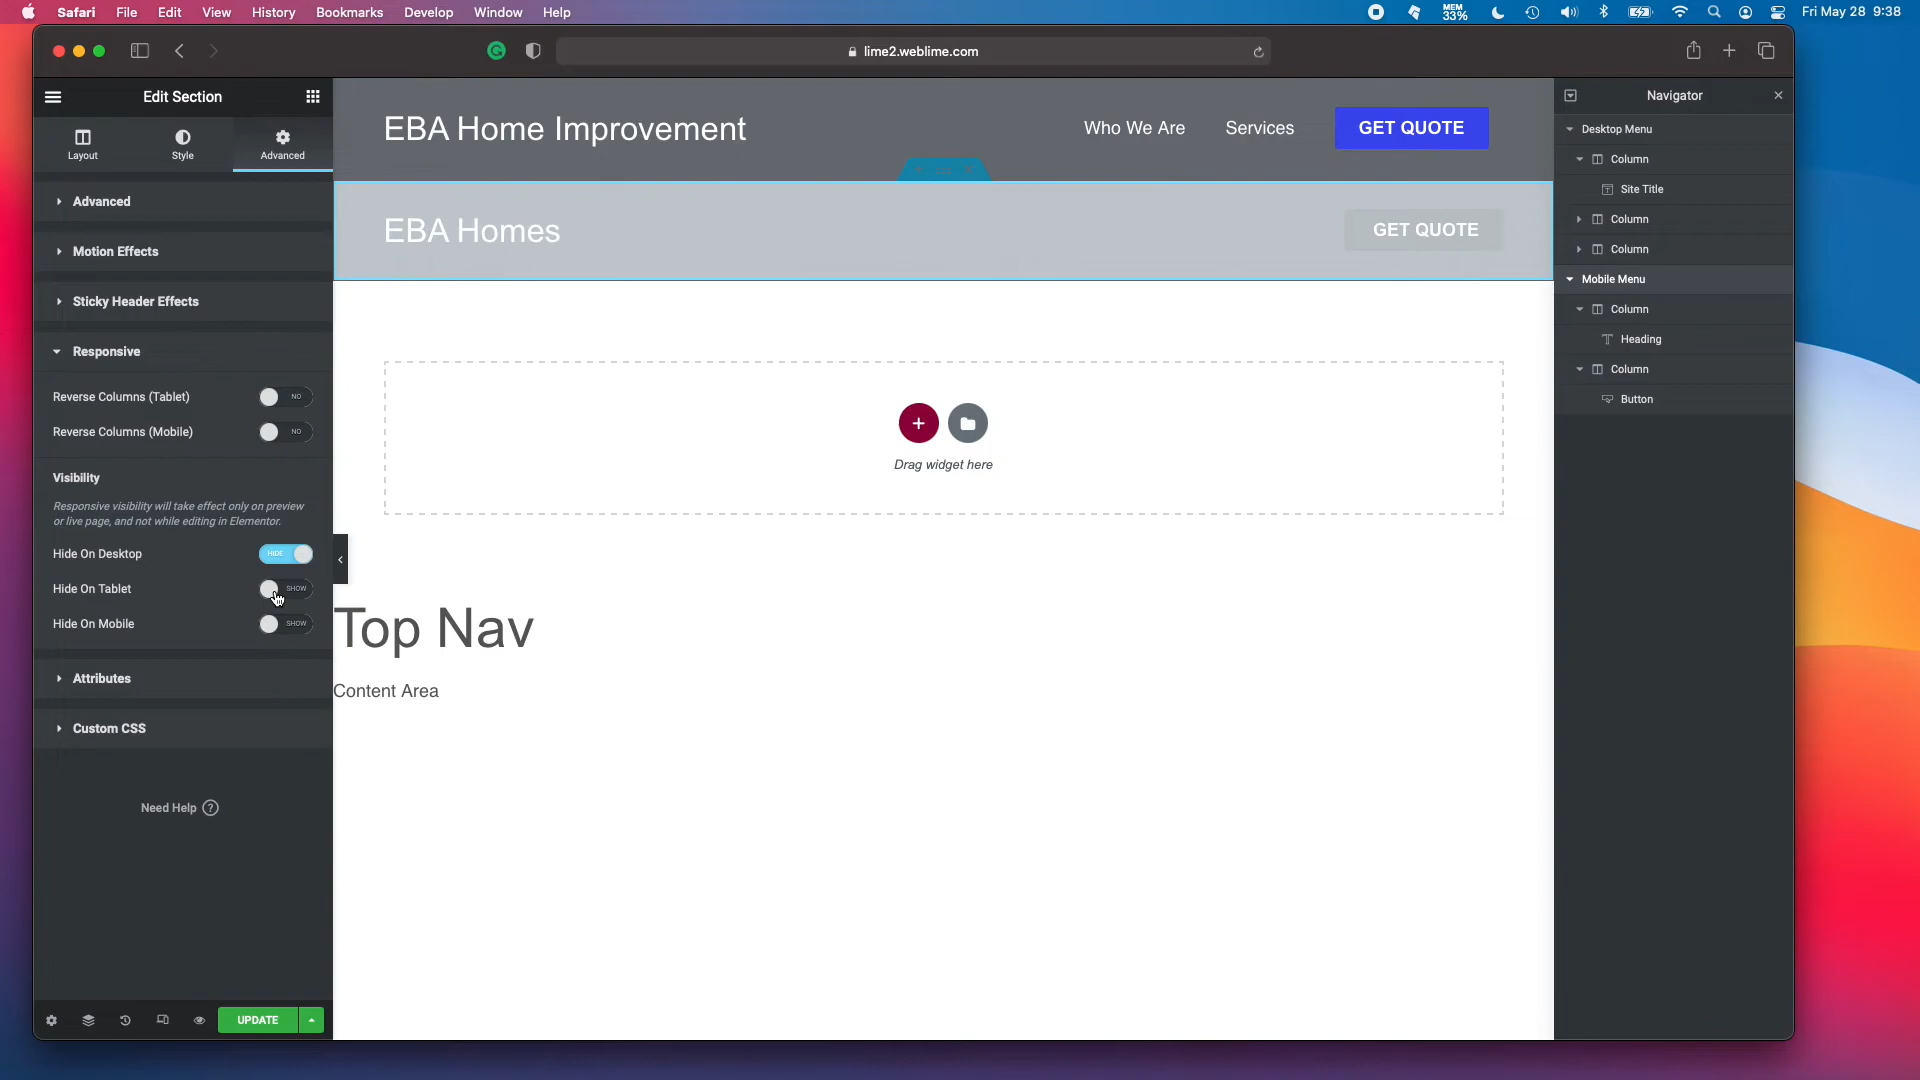 Safari File Edit View History Bookmarks Develop Window Help MEM 33% Fri May 28 9:38
lime2.weblime.com
Edit Section
Layout Style Advanced
Advanced
Motion Effects
Sticky Header Effects
Responsive
Reverse Columns (Tablet) NO
Reverse Columns (Mobile) NO
Visibility
Responsive visibility will take effect only on preview
or live page, and not while editing in Elementor.
Hide On Desktop HIDE
Hide On Tablet SHOW
Hide On Mobile SHOW
Attributes
Custom CSS
Need Help ?
UPDATE
EBA Home Improvement Who We Are Services GET QUOTE
EBA Homes GET QUOTE
Drag widget here
Top Nav
Content Area
Navigator
Desktop Menu
Column
Site Title
Column
Column
Mobile Menu
Column
Heading
Column
Button